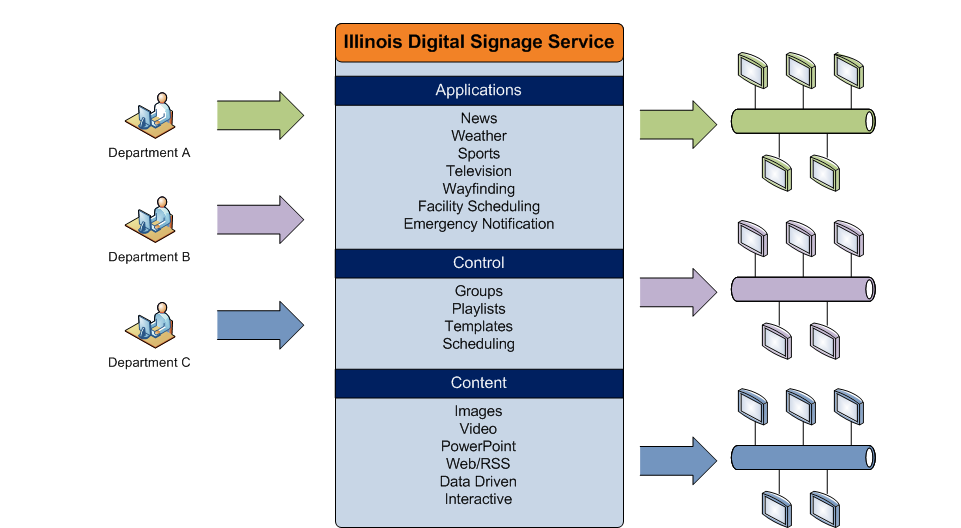 Illinois Digital Signage Service
Applications
News
Weather
Sports
Television
Wayfinding
Facility Scheduling
Emergency Notification
Control
Groups
Playlists
Templates
Scheduling
Content
Images
Video
PowerPoint
Web/RSS
Data Driven
Interactive
Department A
Department B
Department C